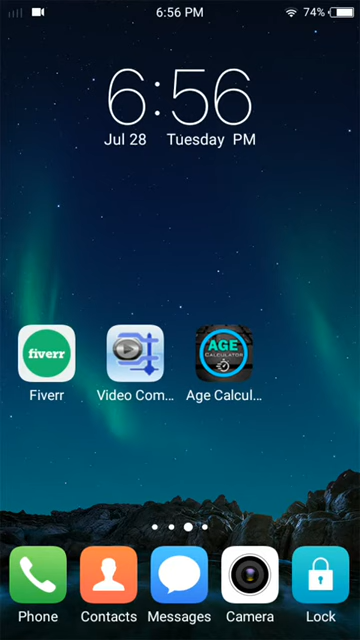 6:56 PM
74%
6:56
Jul 28 Tuesday PM
fiverr
AGE
CALCULATOR
Fiverr
Video Com...
Age Calcul...
Phone
Contacts
Messages
Camera
Lock